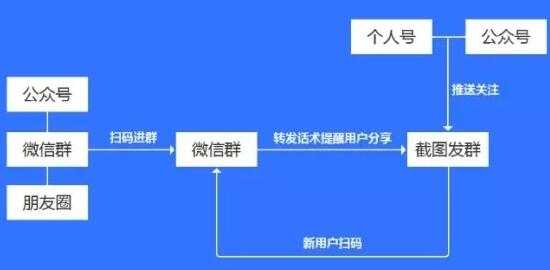 个人号
公众号
公众号
推送关注
微信群
扫码进群
微信群
转发话术提醒用户分享
截图发群
朋友圈
新用户扫码